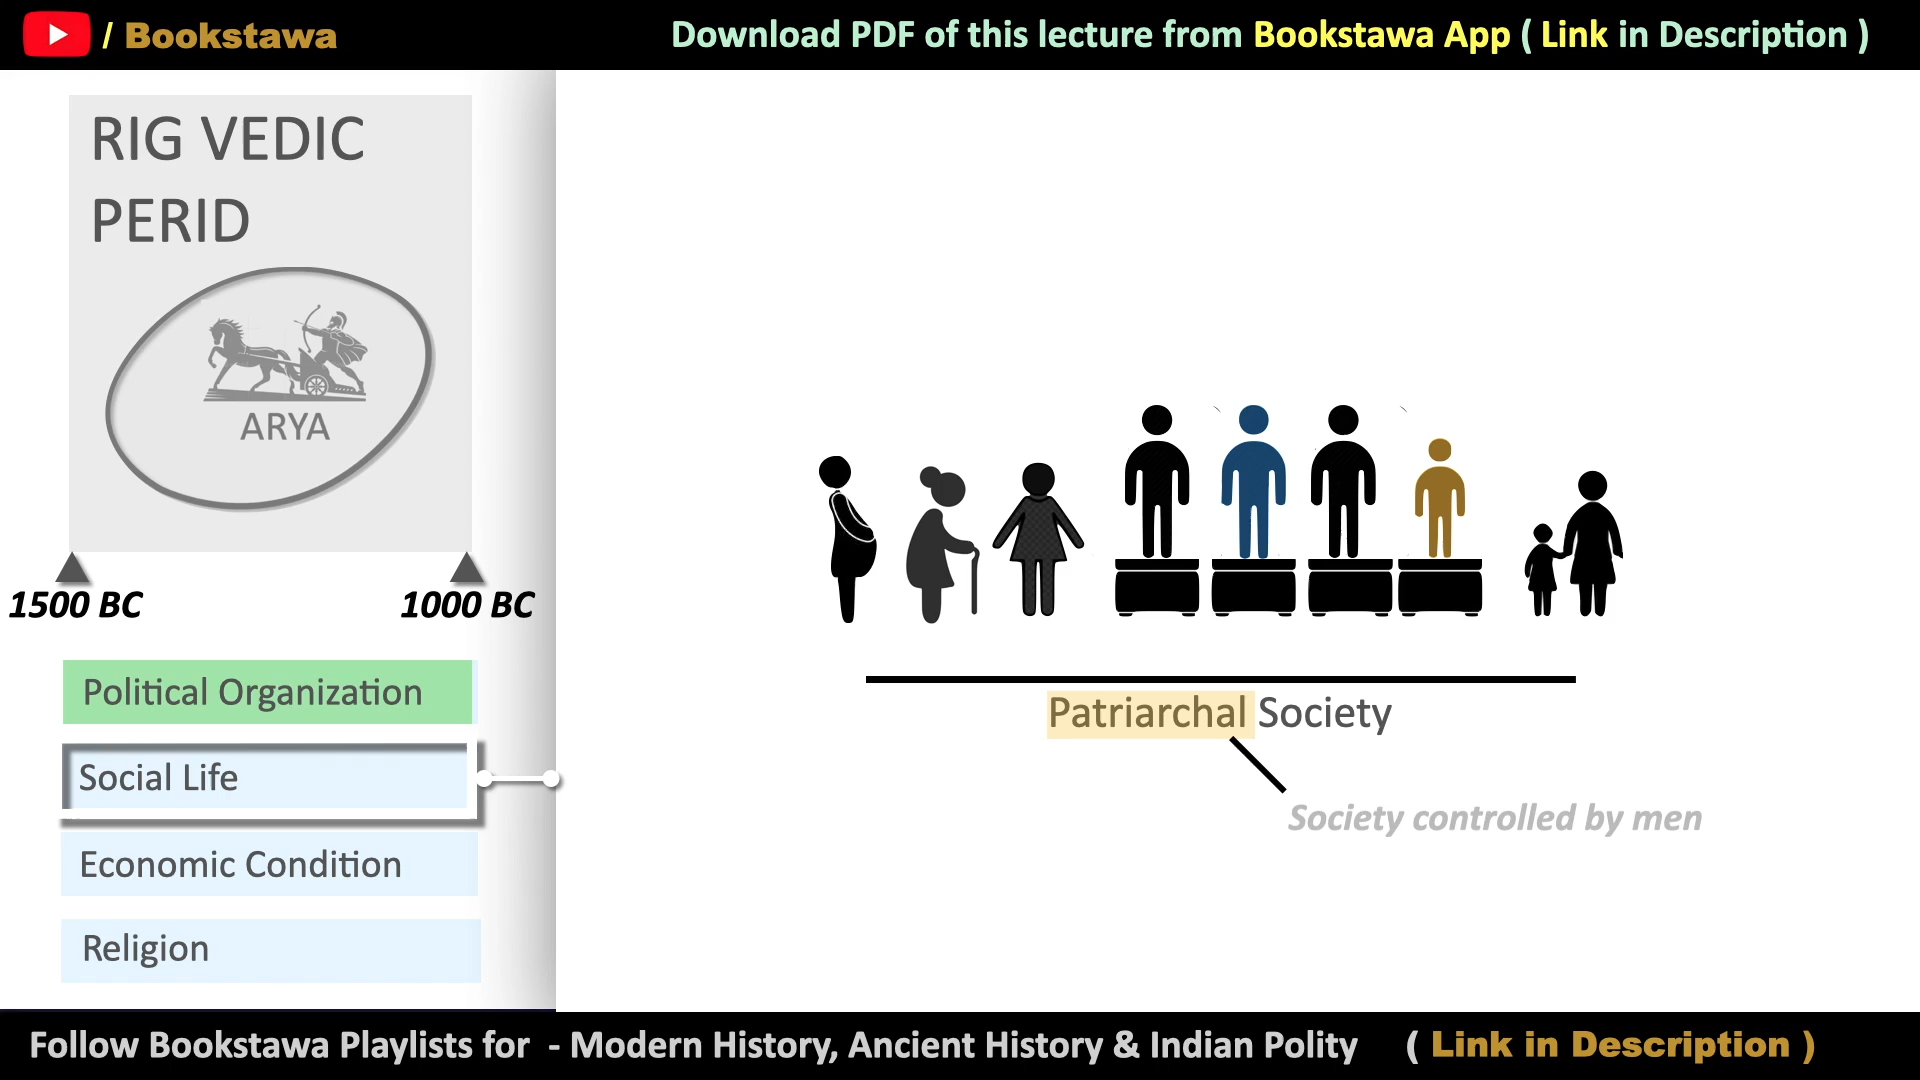 / Bookstawa
Download PDF of this lecture from Bookstawa App ( Link in Description )
RIG VEDIC
PERID
ARYA
1500 BC
1000 BC
Political Organization
Social Life
Economic Condition
Religion
Patriarchal Society
Society controlled by men
Follow Bookstawa Playlists for - Modern History, Ancient History & Indian Polity ( Link in Description )